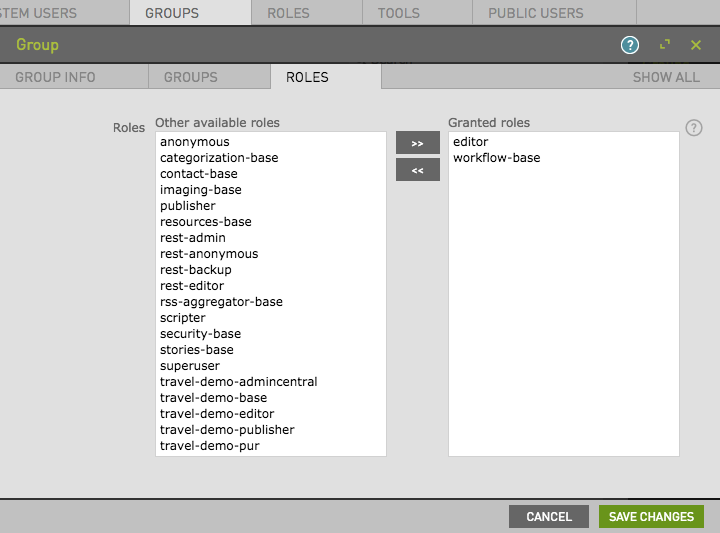 STEM USERS GROUPS ROLES TOOLS PUBLIC USERS
Group ?
GROUP INFO GROUPS ROLES SHOW ALL
Roles Other available roles Granted roles ?
anonymous >> editor
categorization-base workflow-base
contact-base <<
imaging-base
publisher
resources-base
rest-admin
rest-anonymous
rest-backup
rest-editor
rss-aggregator-base
scripter
security-base
stories-base
superuser
travel-demo-admincentral
travel-demo-base
travel-demo-editor
travel-demo-publisher
travel-demo-pur
CANCEL SAVE CHANGES